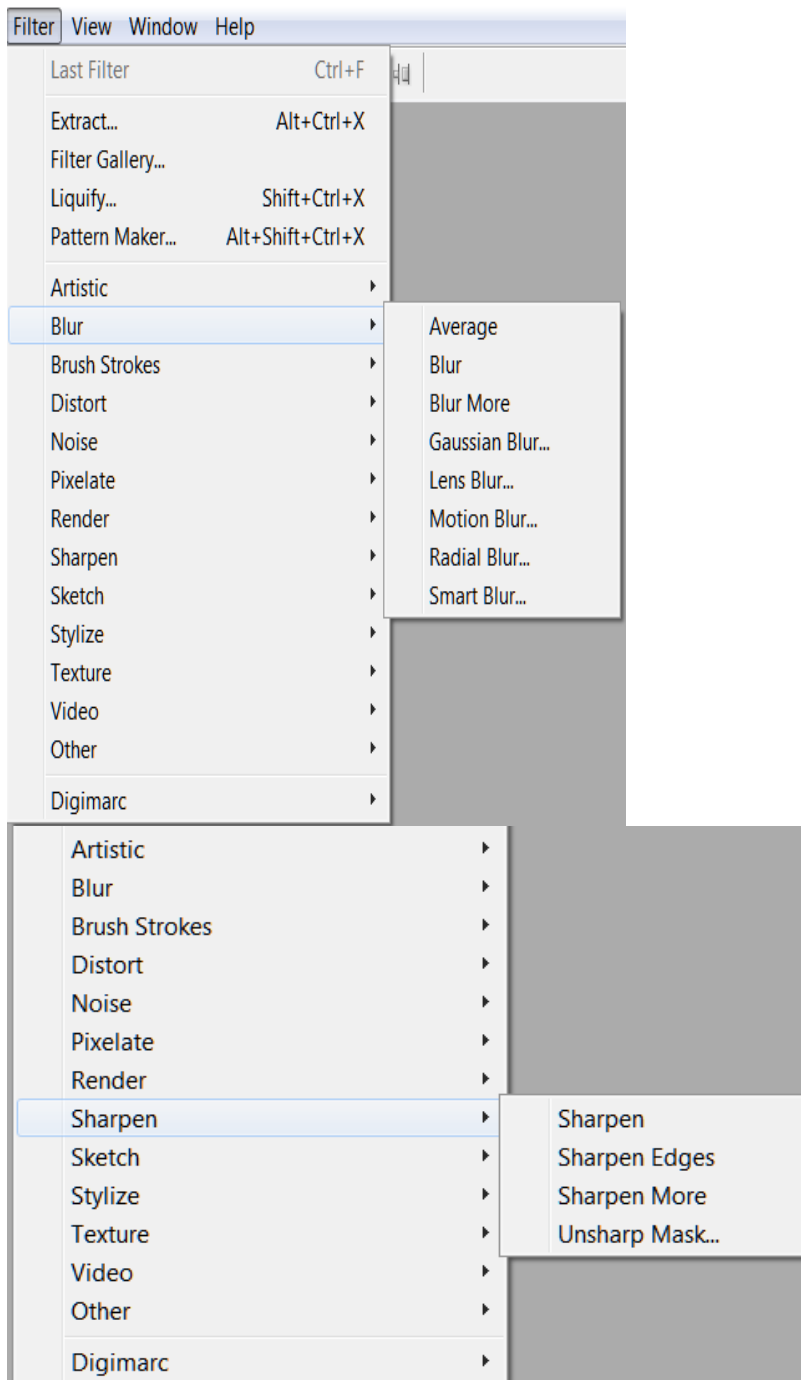 Filter View Window Help
Last Filter Ctrl+F
Extract... Alt+Ctrl+X
Filter Gallery...
Liquify... Shift+Ctrl+X
Pattern Maker... Alt+Shift+Ctrl+X
Artistic
Blur
Brush Strokes
Distort
Noise
Pixelate
Render
Sharpen
Sketch
Stylize
Texture
Video
Other
Digimarc
Average
Blur
Blur More
Gaussian Blur...
Lens Blur...
Motion Blur...
Radial Blur...
Smart Blur...
Artistic
Blur
Brush Strokes
Distort
Noise
Pixelate
Render
Sharpen
Sketch
Stylize
Texture
Video
Other
Digimarc
Sharpen
Sharpen Edges
Sharpen More
Unsharp Mask...